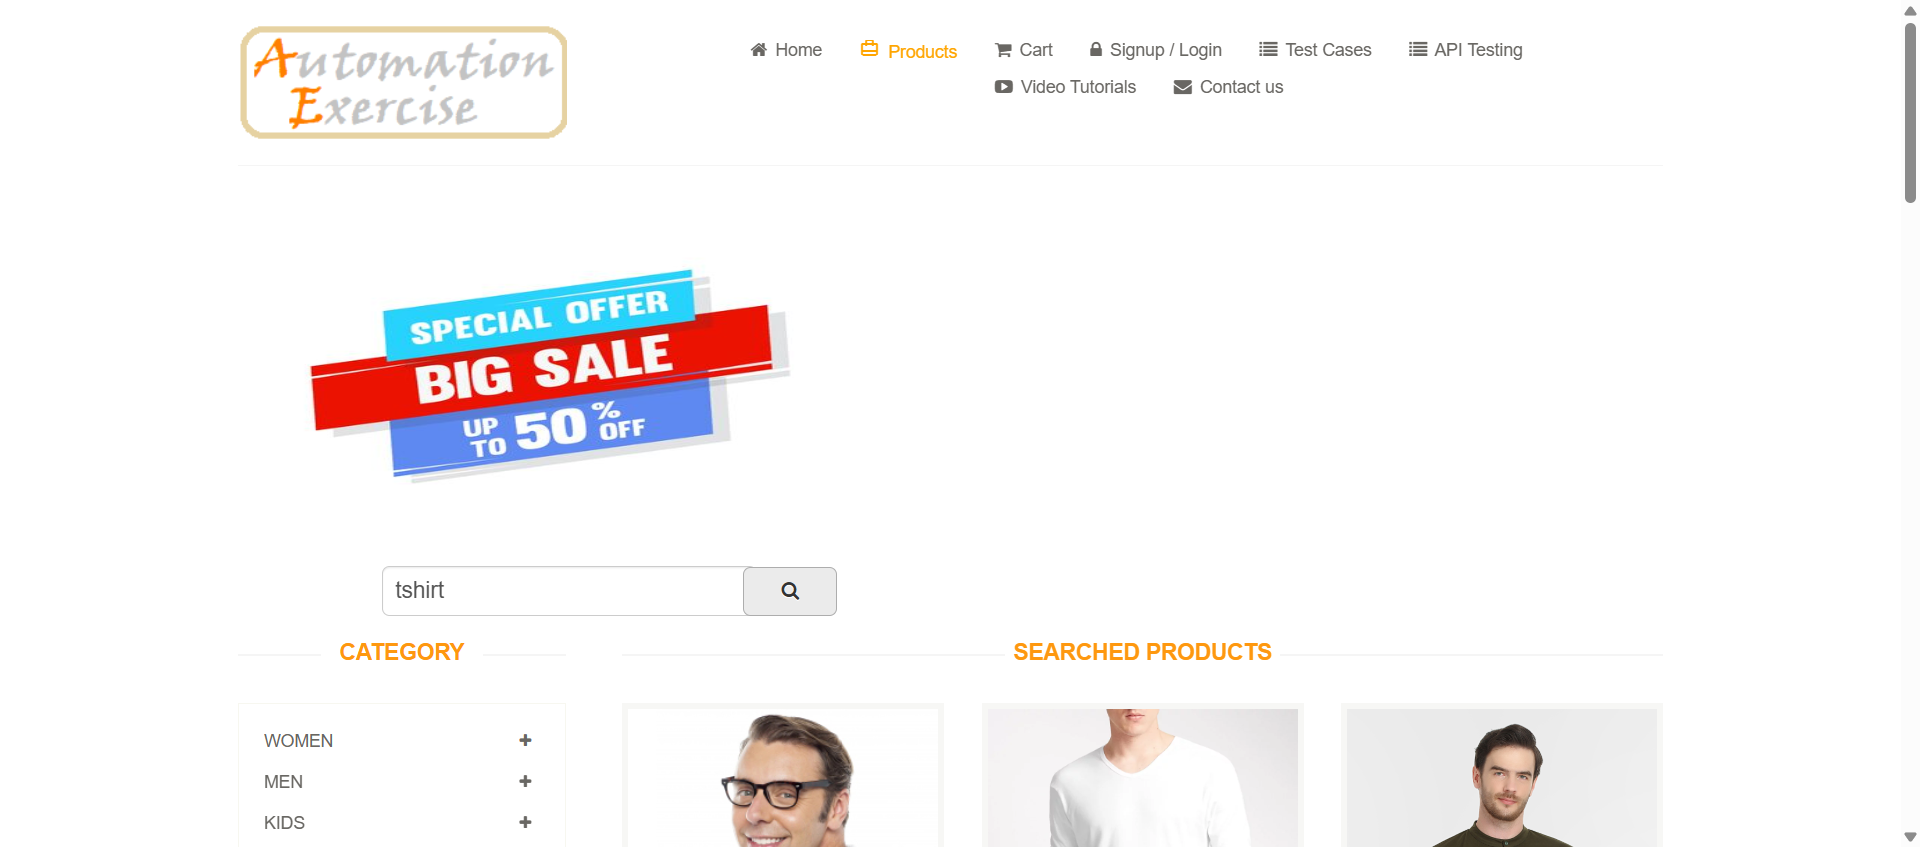 Automation
Exercise
Home
Products
Cart
Signup / Login
Test Cases
API Testing
Video Tutorials
Contact us
SPECIAL OFFER
BIG SALE
UP TO 50% OFF
tshirt
CATEGORY
SEARCHED PRODUCTS
WOMEN
MEN
KIDS